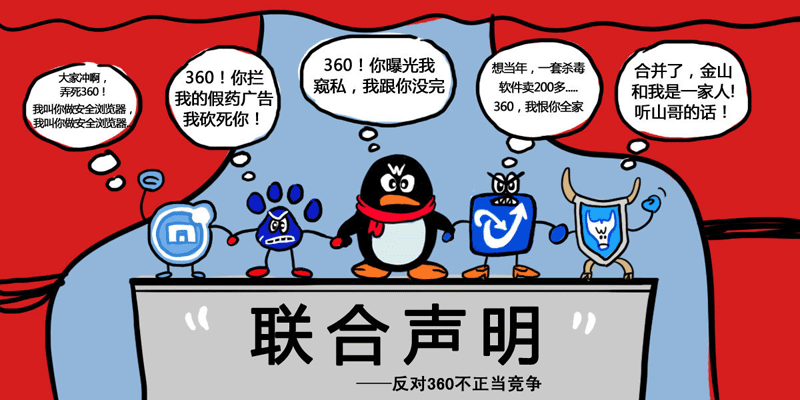 大家冲啊，
弄死360！
我叫你做安全浏览器，
我叫你做安全浏览器..
360！你拦
我的假药广告
我砍死你！
360！你曝光我
窥私，我跟你没完
想当年，一套杀毒
软件卖200多.....
360，我恨你全家
合并了，金山
和我是一家人!
听山哥的话！
“联合声明”
——反对360不正当竞争